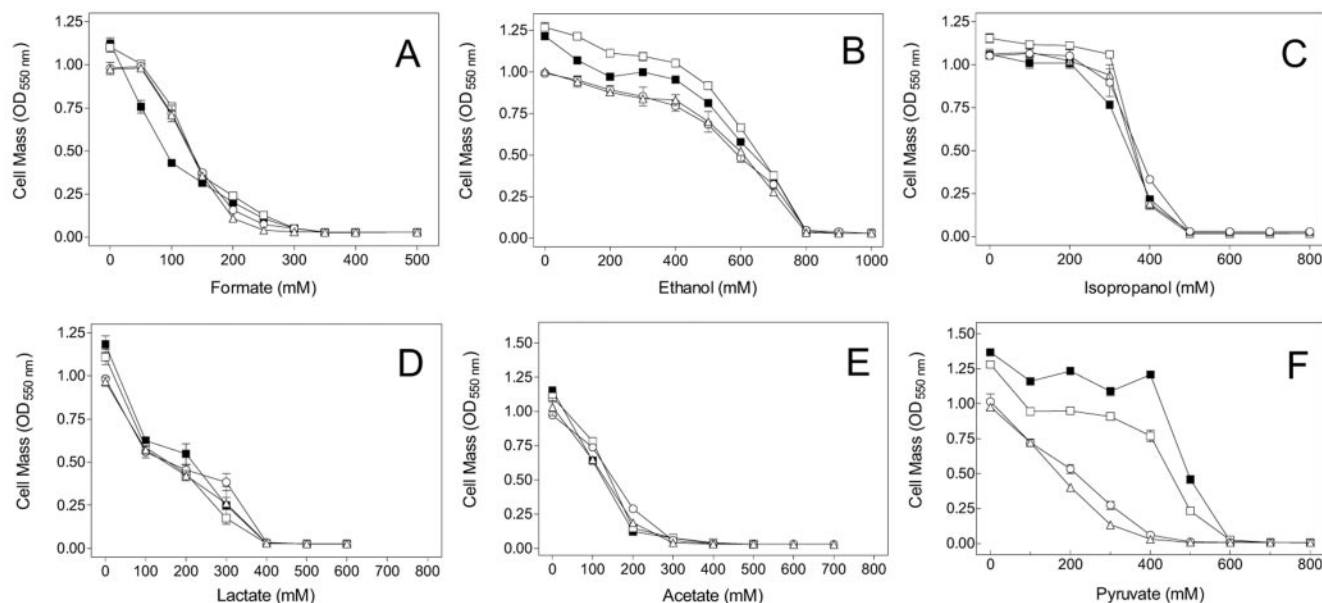 A
Cell Mass (OD550 nm)
1.25
1.00
0.75
0.50
0.25
0.00
0 100 200 300 400 500
Formate (mM)
B
Cell Mass (OD550 nm)
1.25
1.00
0.75
0.50
0.25
0.00
0 200 400 600 800 1000
Ethanol (mM)
C
Cell Mass (OD550 nm)
1.25
1.00
0.75
0.50
0.25
0.00
0 200 400 600 800
Isopropanol (mM)
D
Cell Mass (OD550 nm)
1.25
1.00
0.75
0.50
0.25
0.00
0 100 200 300 400 500 600 700 800
Lactate (mM)
E
Cell Mass (OD550 nm)
1.25
1.00
0.75
0.50
0.25
0.00
0 100 200 300 400 500 600 700 800
Acetate (mM)
F
Cell Mass (OD550 nm)
1.50
1.25
1.00
0.75
0.50
0.25
0.00
0 200 400 600 800
Pyruvate (mM)